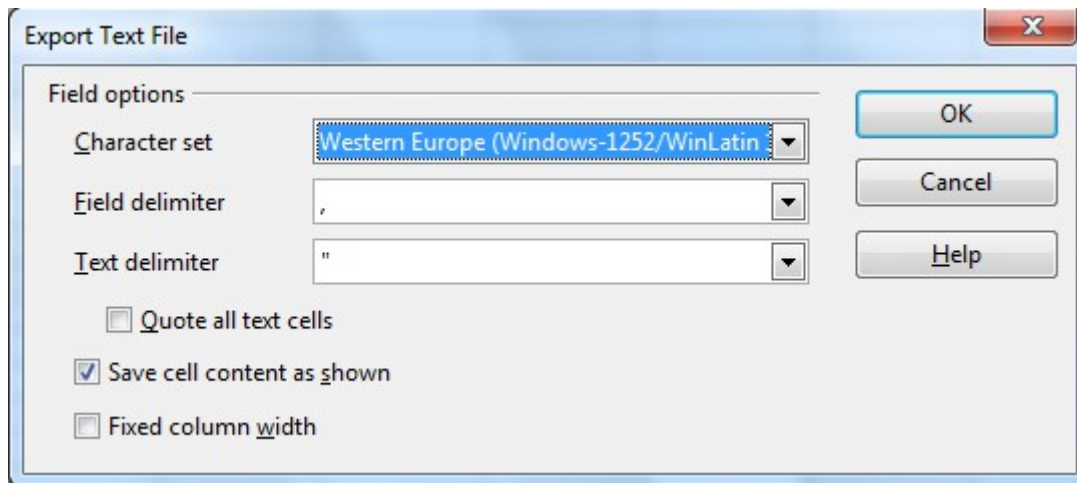 Export Text File
Field options
OK
Character set
Western Europe (Windows-1252/WinLatin
Cancel
Field delimiter
,
Text delimiter
"
Help
Quote all text cells
Save cell content as shown
Fixed column width